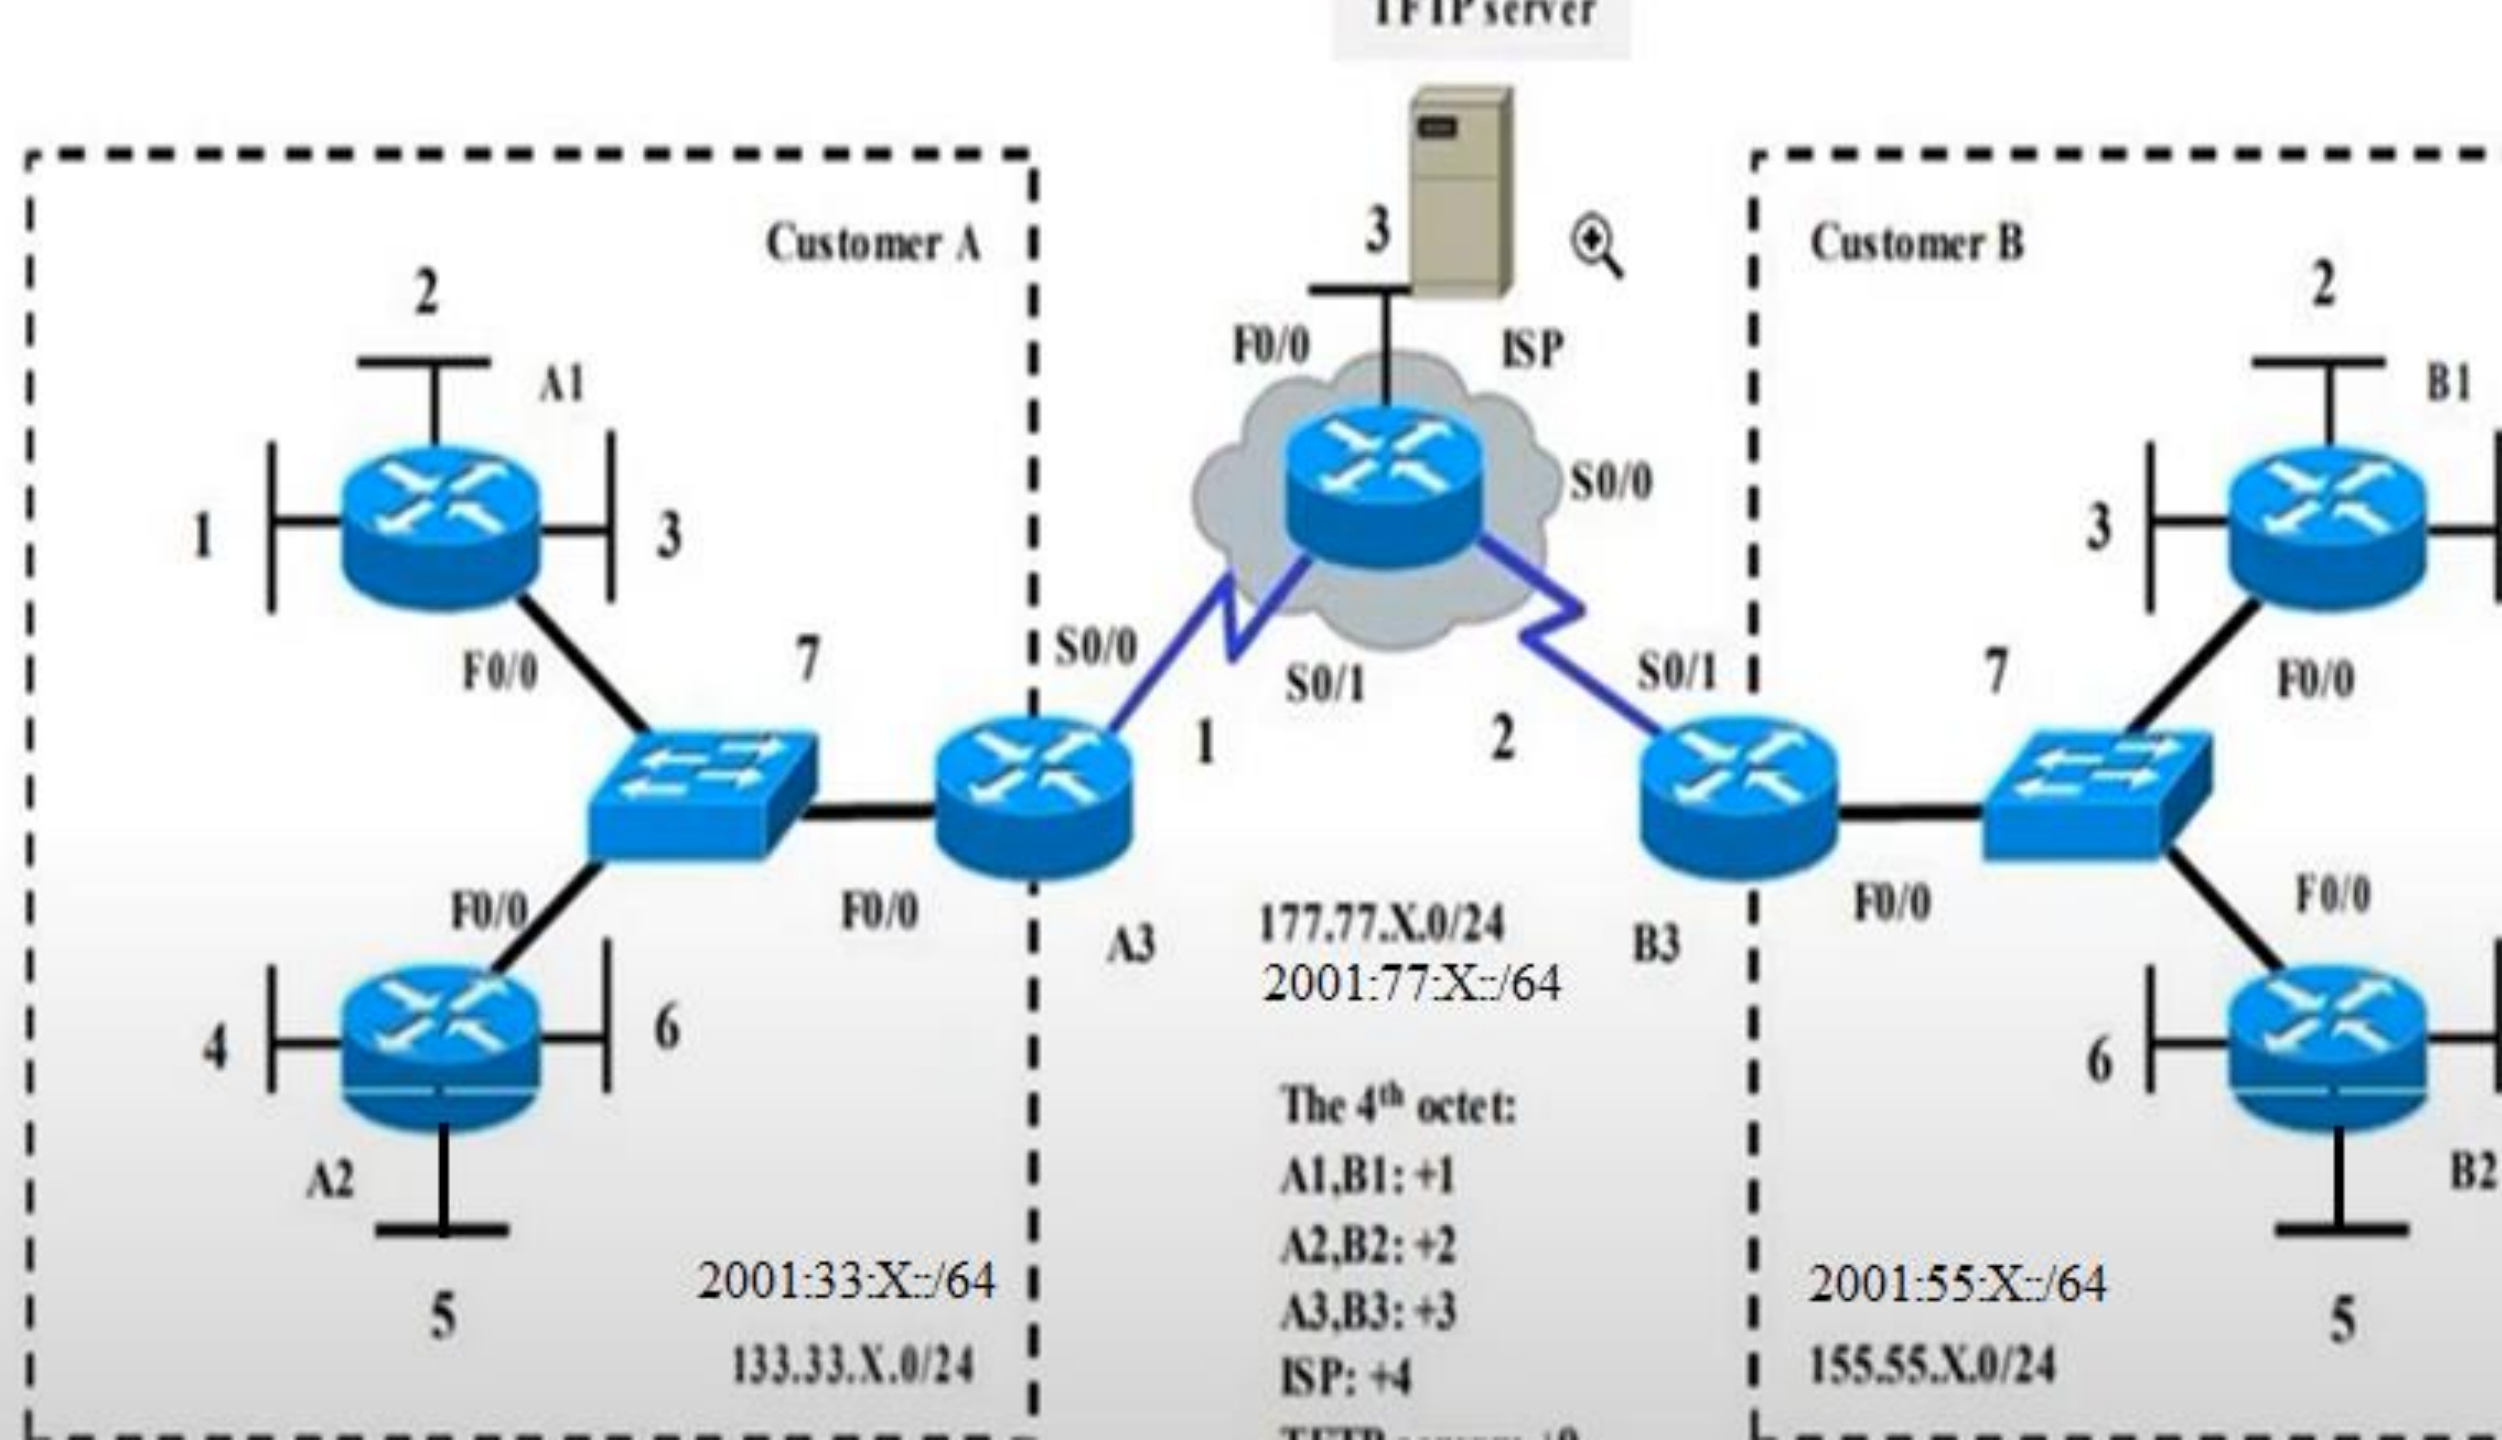 TFTP server
Customer A
3
Customer B
2
2
F0/0
ISP
A1
B1
S0/0
1
3
3
7
S0/0
S0/1
S0/1
7
F0/0
F0/0
1
2
F0/0
F0/0
F0/0
F0/0
A3
177.77.X.0/24
B3
2001:77:X::/64
4
6
6
The 4th octet:
A1,B1: +1
A2
B2
A2,B2: +2
2001:33:X::/64
A3,B3: +3
2001:55:X::/64
5
5
133.33.X.0/24
ISP: +4
155.55.X.0/24